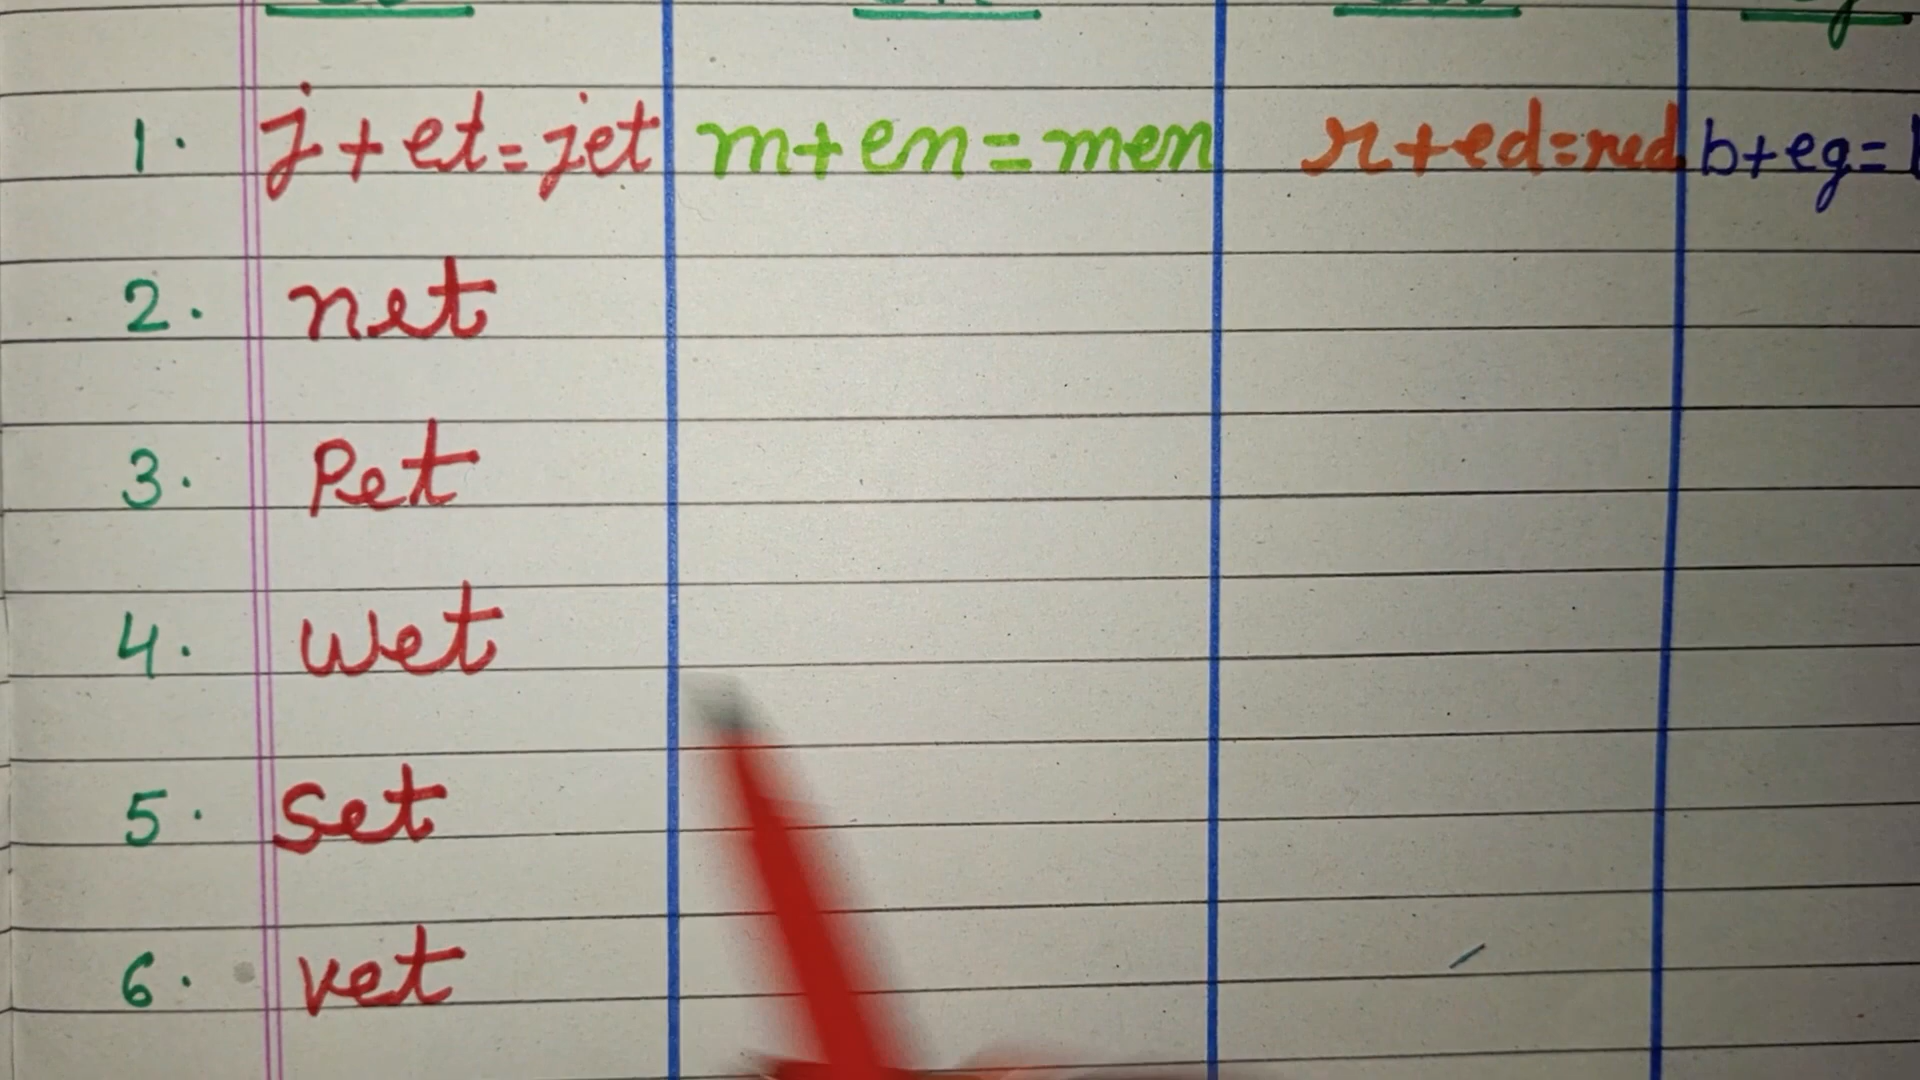 1. j+et=jet m+en=men r+ed=red b+eg=
2. net
3. Pet
4. wet
5. Set
6. vet